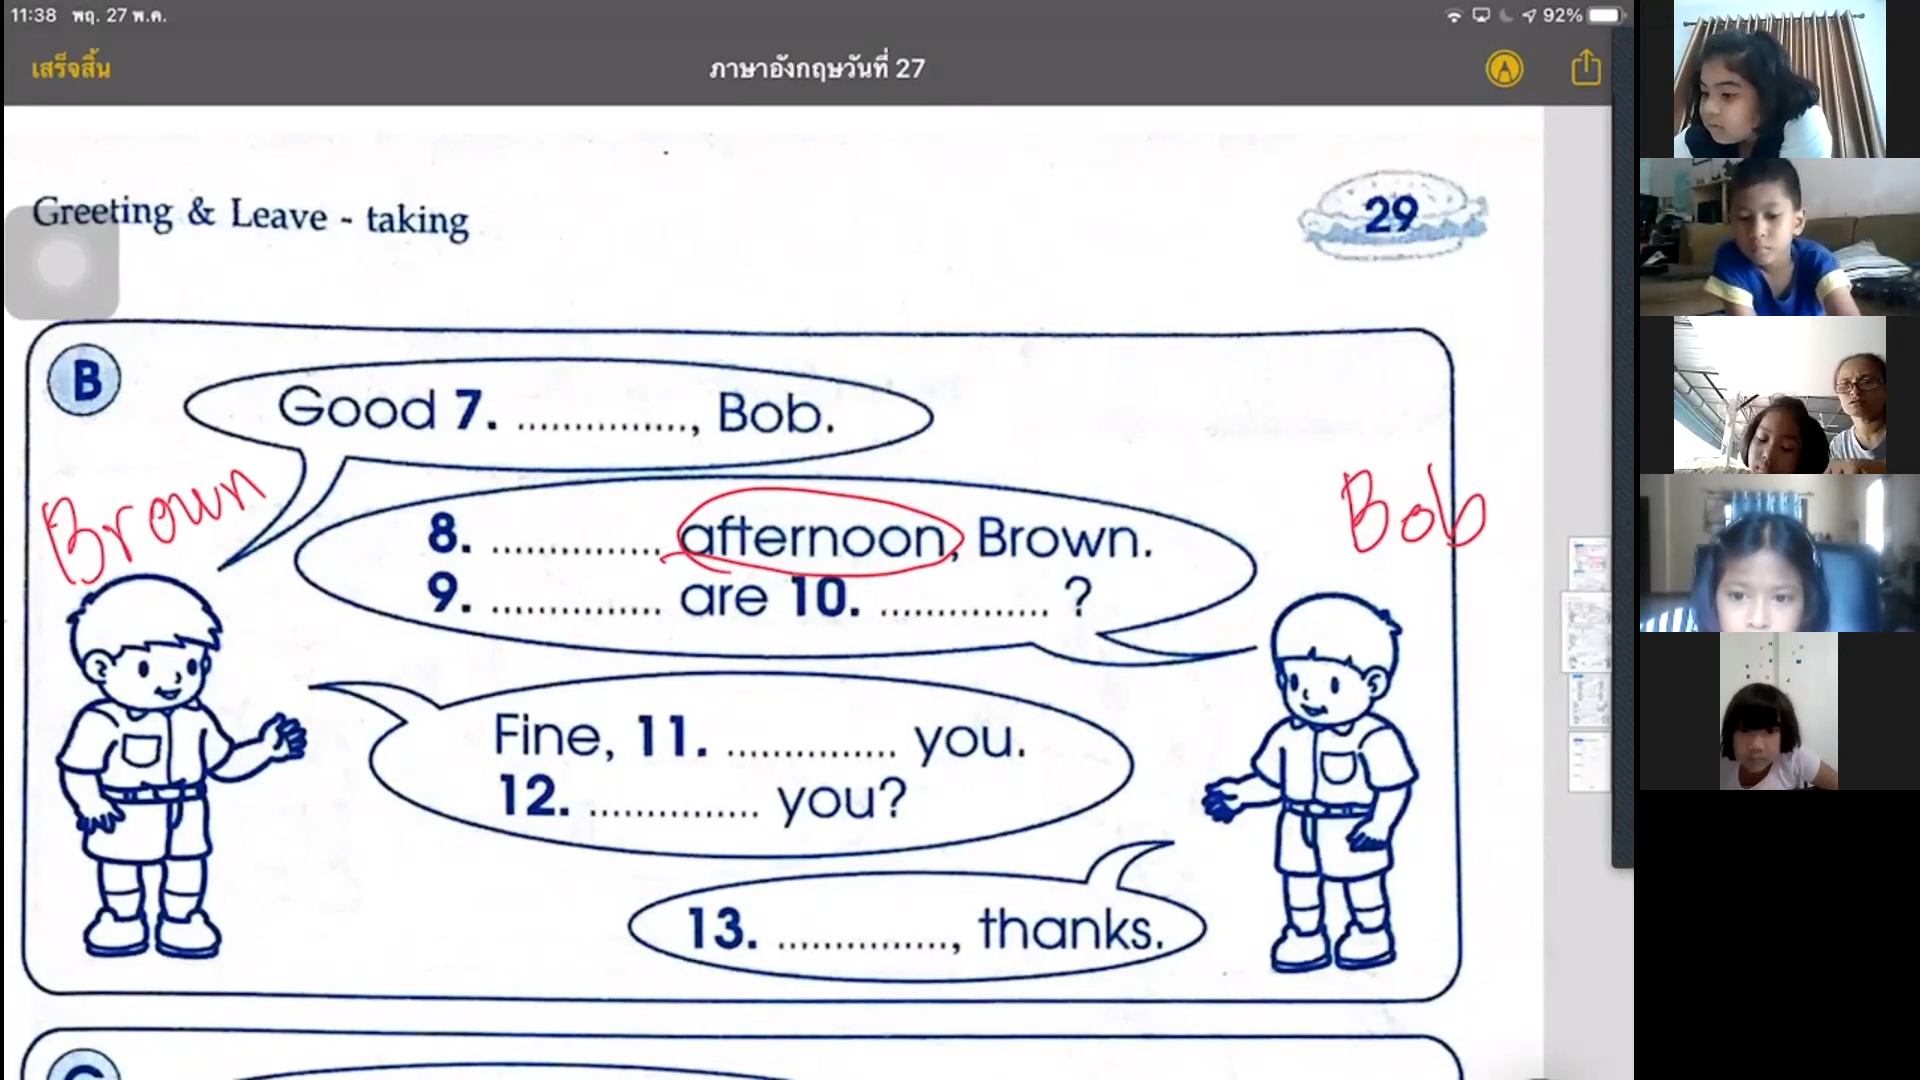 11:38 พฤ. 27 พ.ค.
92%
เสร็จสิ้น
ภาษาอังกฤษวันที่ 27
Greeting & Leave - taking
29
B
Good 7. ..............., Bob.
Brown
Bob
8. ............... afternoon, Brown.
9. ............... are 10. ............... ?
Fine, 11. ............... you.
12. ............... you?
13. ..............., thanks.